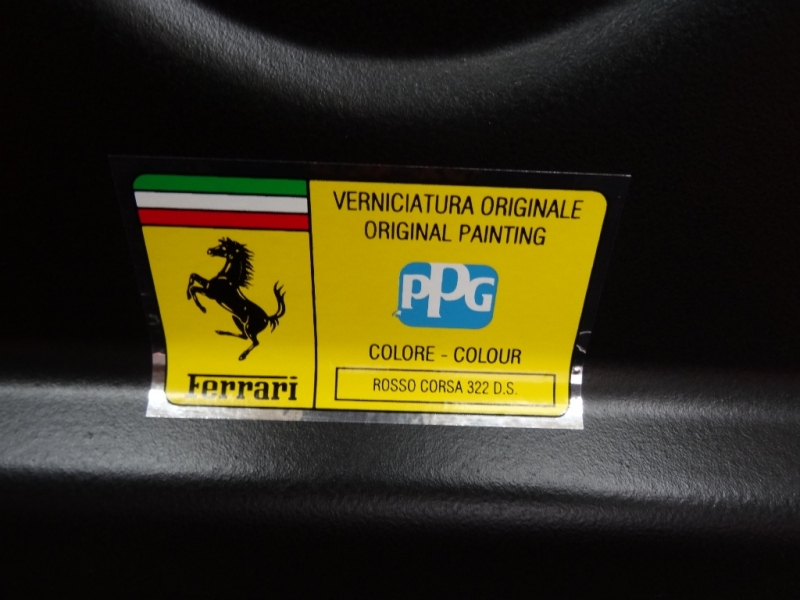 VERNICIATURA ORIGINALE
ORIGINAL PAINTING
PPG
COLORE - COLOUR
ROSSO CORSA 322 D.S.
Ferrari